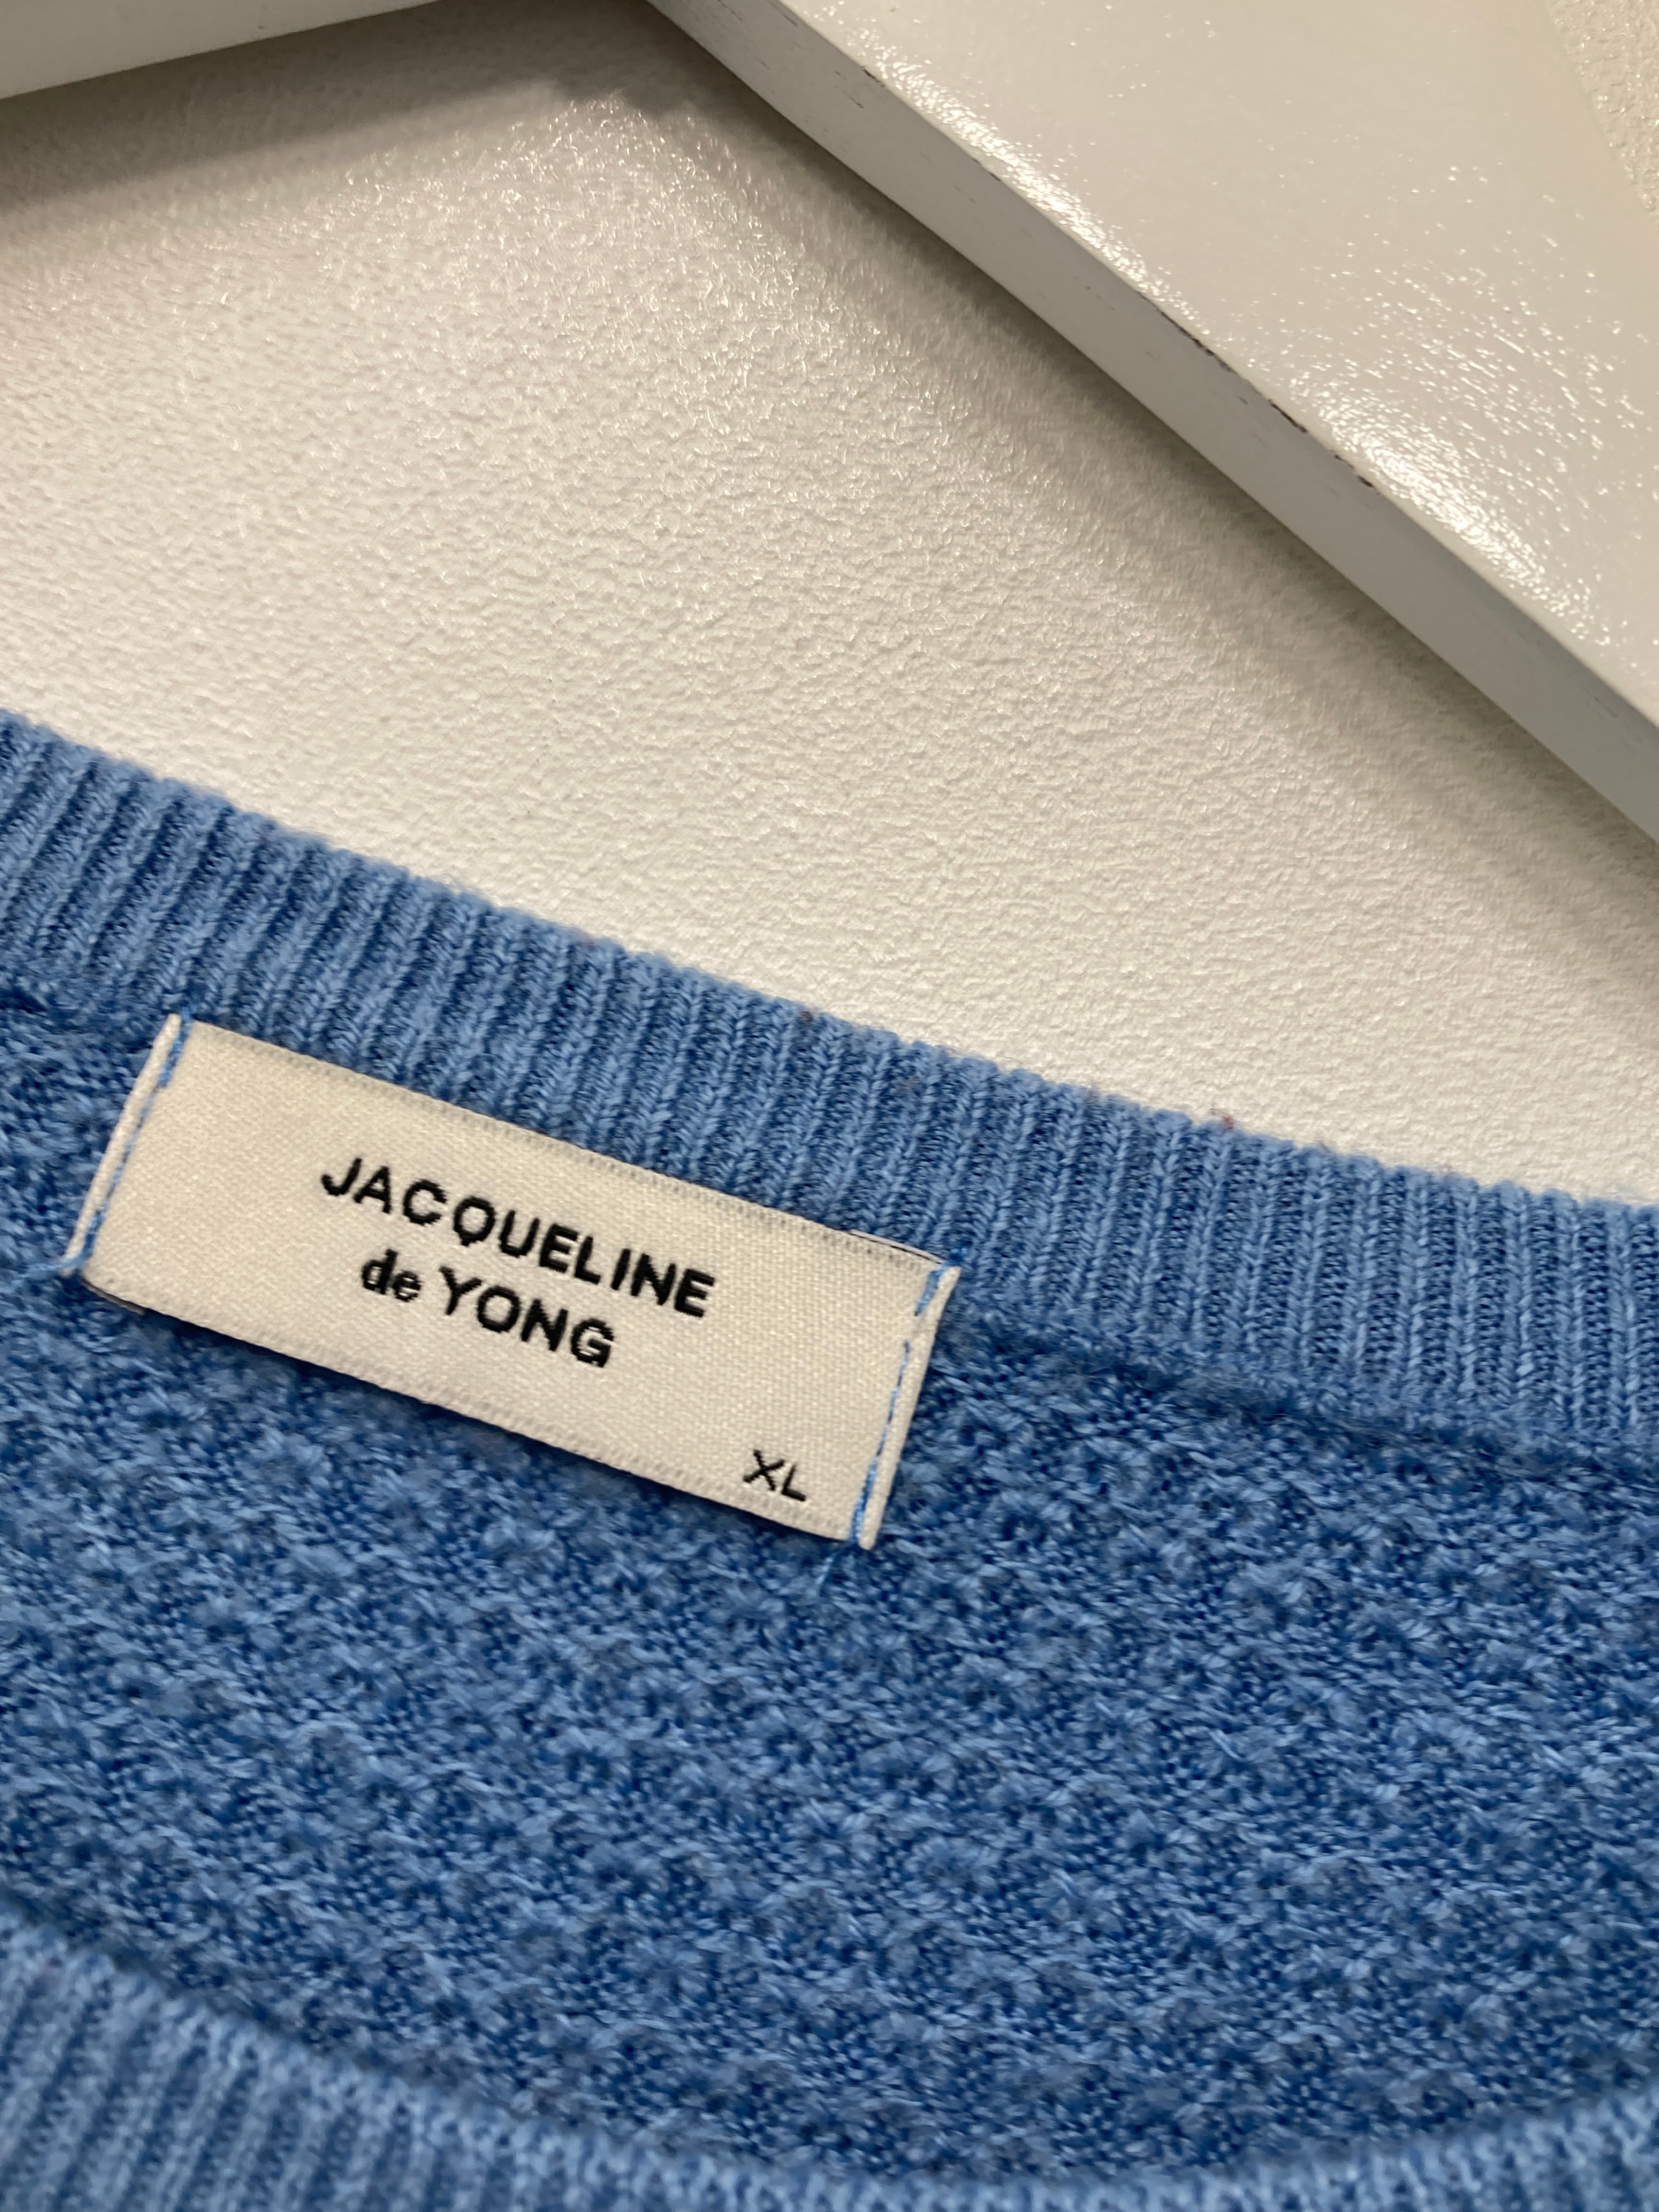 JACQUELINE
de YONG
XL